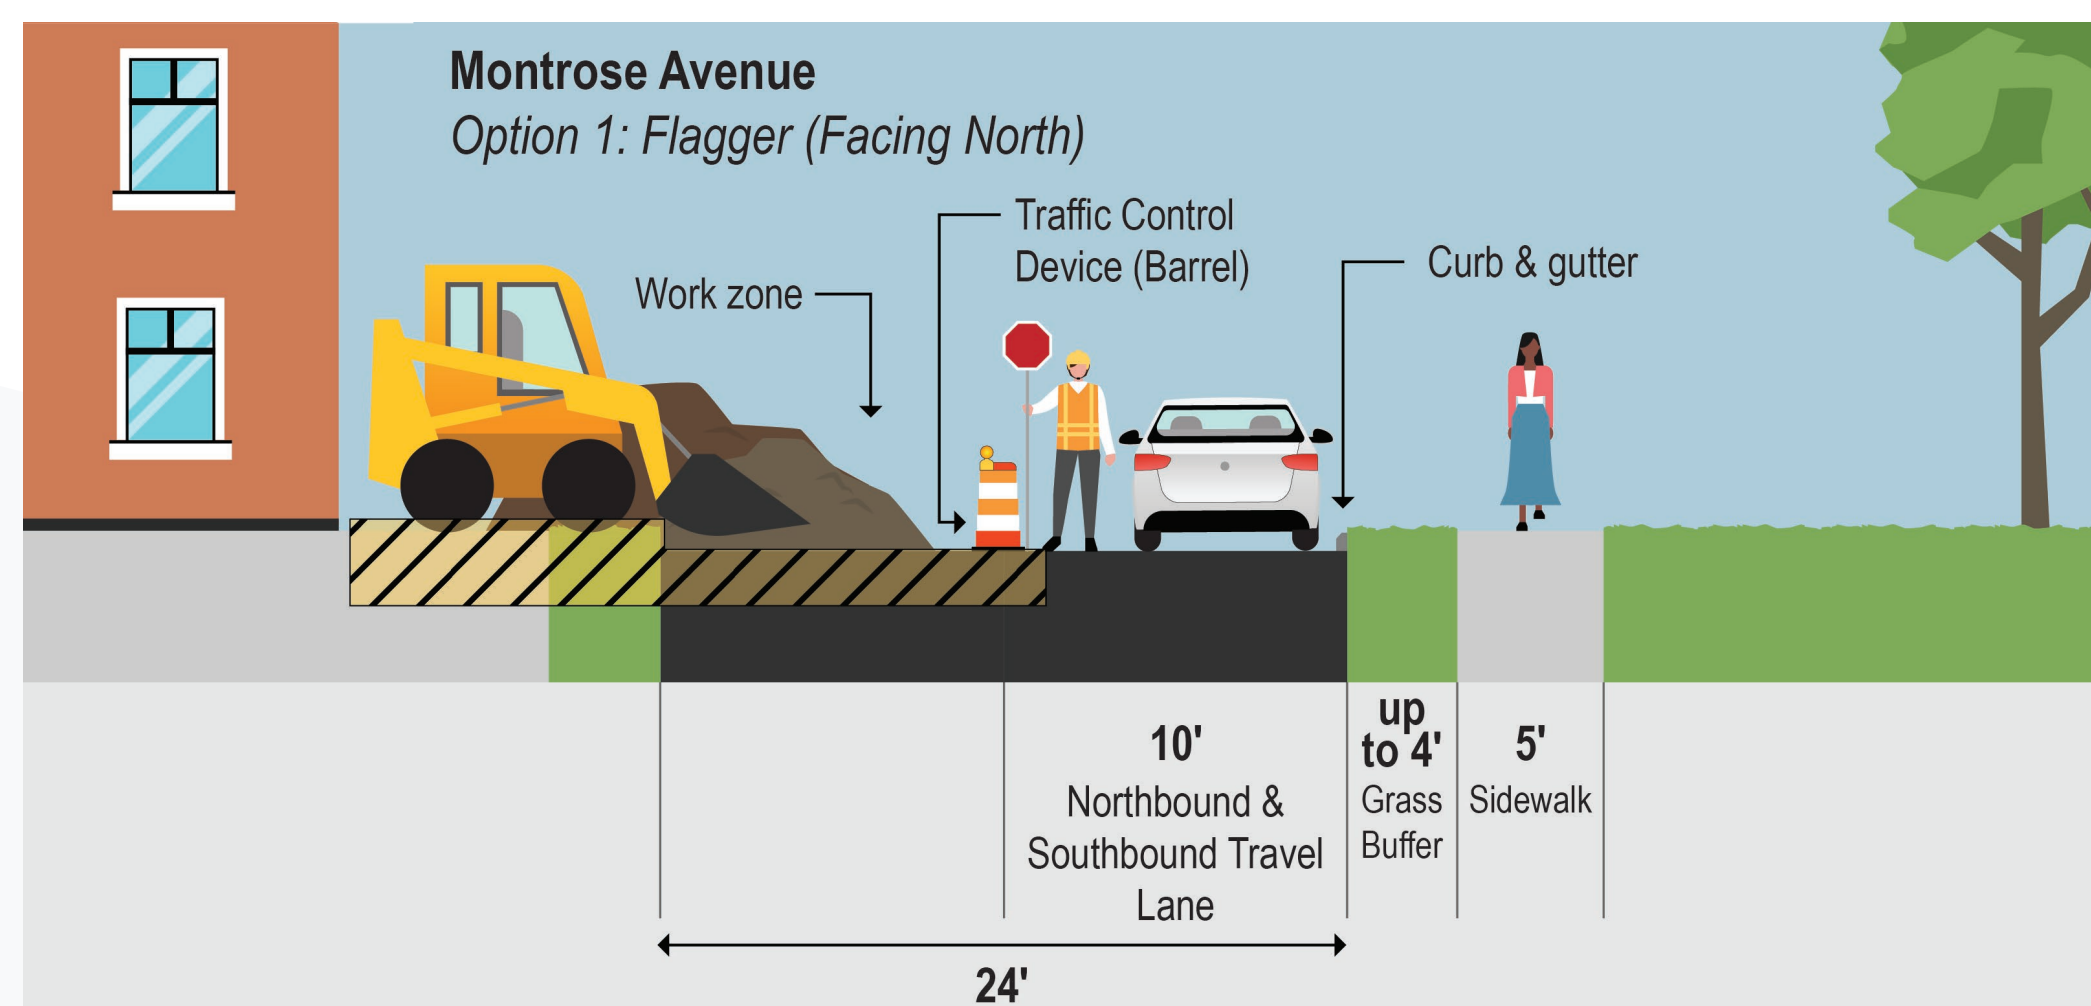 Montrose Avenue
Option 1: Flagger (Facing North)
Traffic Control
Device (Barrel)
Curb & gutter
Work zone
10'
Northbound &
Southbound Travel
Lane
up
to 4'
Grass
Buffer
5'
Sidewalk
24'